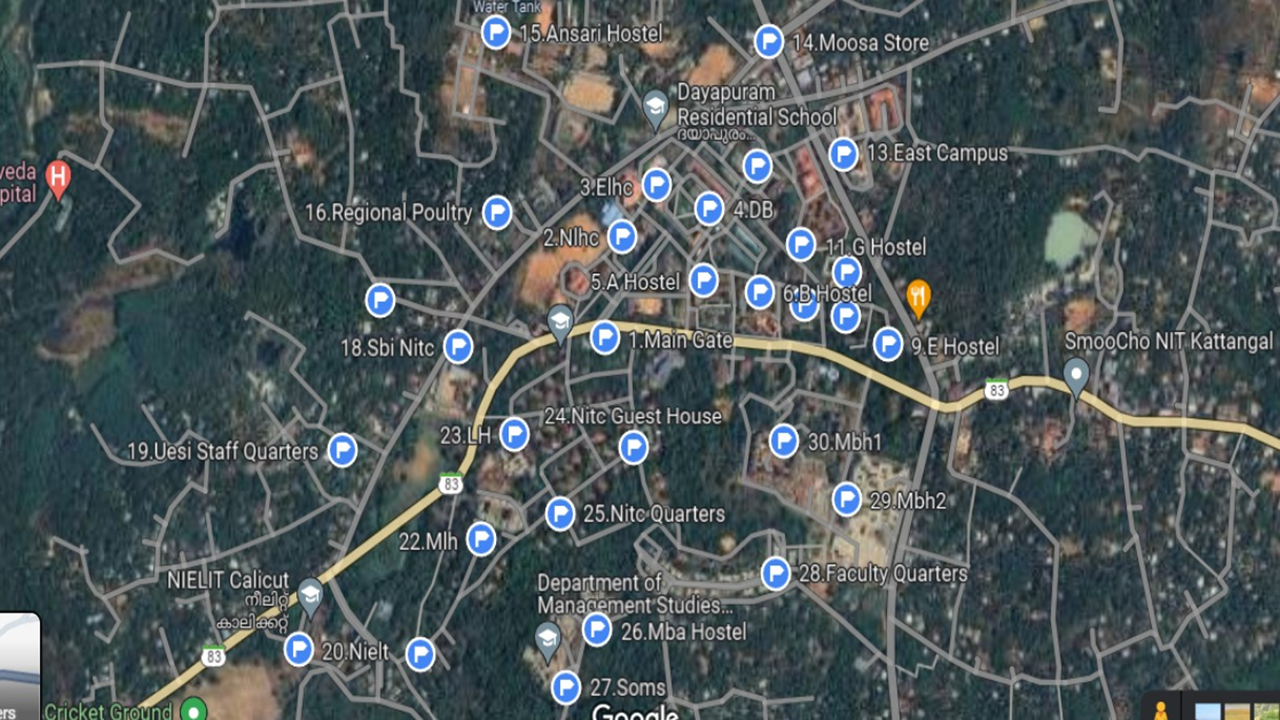 Water Tank
15.Ansari Hostel
14.Moosa Store
Dayapuram
Residential School
ദയാപുരം...
13.East Campus
veda
pital
H
3.Elhc
16.Regional Poultry
4.DB
2.Nlhc
11.G Hostel
5.A Hostel
6.B Hostel
1.Main Gate
18.Sbi Nitc
9.E Hostel
SmooCho NIT Kattangal
83
24.Nitc Guest House
23.LH
30.Mbh1
19.Uesi Staff Quarters
83
29.Mbh2
25.Nitc Quarters
22.Mlh
NIELIT Calicut
നീലിറ്റ്
കാലിക്കറ്റ്
28.Faculty Quarters
Department of
Management Studies...
26.Mba Hostel
20.Nielt
83
27.Soms
Cricket Ground
Google
ers